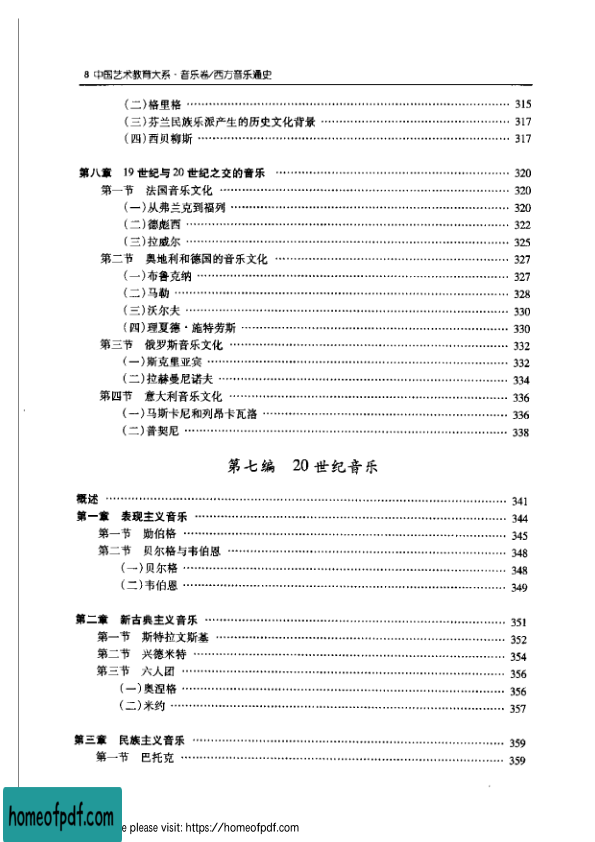 8 中国艺术教育大系·音乐卷/西方音乐通史
(二)格里格 …… 315
(三)芬兰民族乐派产生的历史文化背景 …… 317
(四)西贝柳斯 …… 317
第八章 19世纪与20世纪之交的音乐 …… 320
第一节 法国音乐文化 …… 320
(一)从弗兰克到福列 …… 320
(二)德彪西 …… 322
(三)拉威尔 …… 325
第二节 奥地利和德国的音乐文化 …… 327
(一)布鲁克纳 …… 327
(二)马勒 …… 328
(三)沃尔夫 …… 330
(四)理夏德·施特劳斯 …… 330
第三节 俄罗斯音乐文化 …… 332
(一)斯克里亚宾 …… 332
(二)拉赫曼尼诺夫 …… 334
第四节 意大利音乐文化 …… 336
(一)马斯卡尼和列昂卡瓦洛 …… 336
(二)普契尼 …… 338
第七编 20世纪音乐
概述 …… 341
第一章 表现主义音乐 …… 344
第一节 勋伯格 …… 345
第二节 贝尔格与韦伯恩 …… 348
(一)贝尔格 …… 348
(二)韦伯恩 …… 349
第二章 新古典主义音乐 …… 351
第一节 斯特拉文斯基 …… 352
第二节 兴德米特 …… 354
第三节 六人团 …… 356
(一)奥涅格 …… 356
(二)米约 …… 357
第三章 民族主义音乐 …… 359
第一节 巴托克 …… 359
homeofpdf.com
e please visit: https://homeofpdf.com